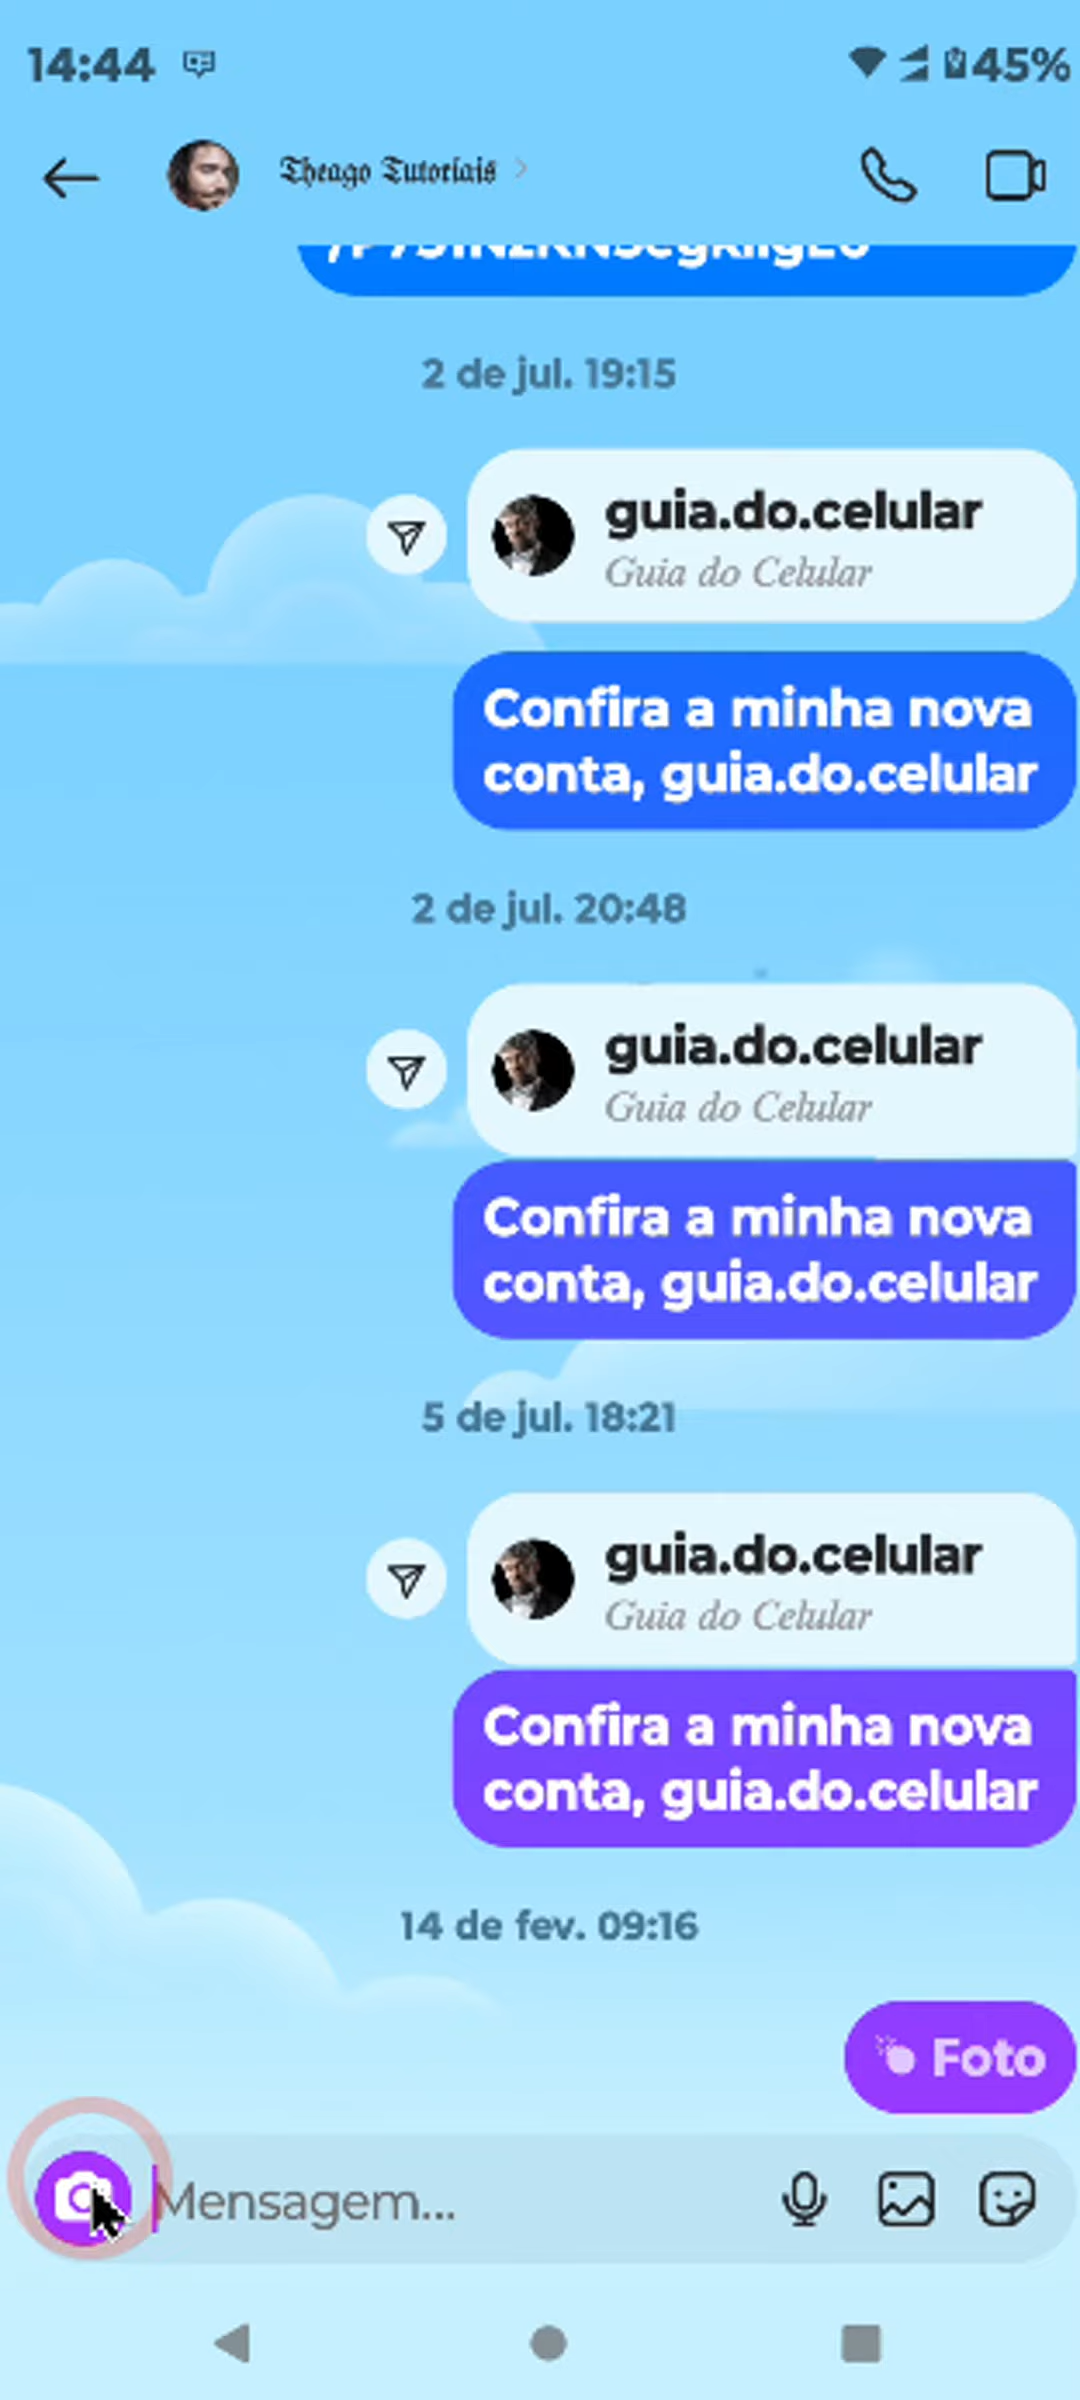 14:44
45%
Theago Tutoriais
2 de jul. 19:15
guia.do.celular
Guia do Celular
Confira a minha nova
conta, guia.do.celular
2 de jul. 20:48
guia.do.celular
Guia do Celular
Confira a minha nova
conta, guia.do.celular
5 de jul. 18:21
guia.do.celular
Guia do Celular
Confira a minha nova
conta, guia.do.celular
14 de fev. 09:16
Foto
Mensagem...